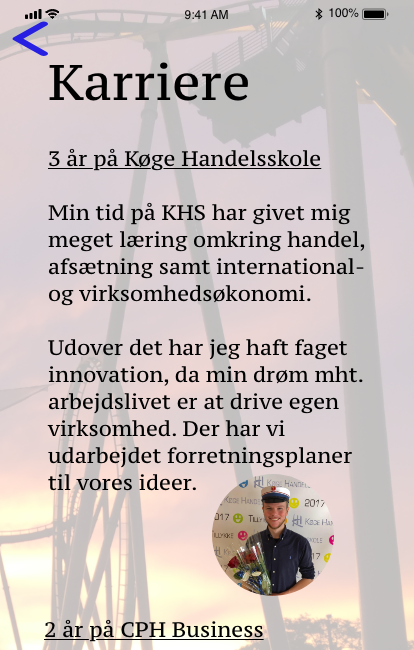 9:41 AM
100%
Karriere
3 år på Køge Handelsskole
Min tid på KHS har givet mig
meget læring omkring handel,
afsætning samt international-
og virksomhedsøkonomi.
Udover det har jeg haft faget
innovation, da min drøm mht.
arbejdslivet er at drive egen
virksomhed. Der har vi
udarbejdet forretningsplaner
til vores ideer.
2017
2017
2 år på CPH Business